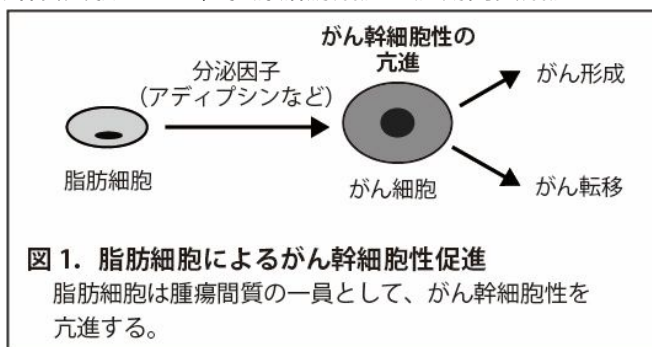 がん幹細胞性の
亢進
分泌因子
(アディプシンなど)
がん形成
脂肪細胞
がん細胞
がん転移
図 1. 脂肪細胞によるがん幹細胞性促進
脂肪細胞は腫瘍間質の一員として、がん幹細胞性を
亢進する。